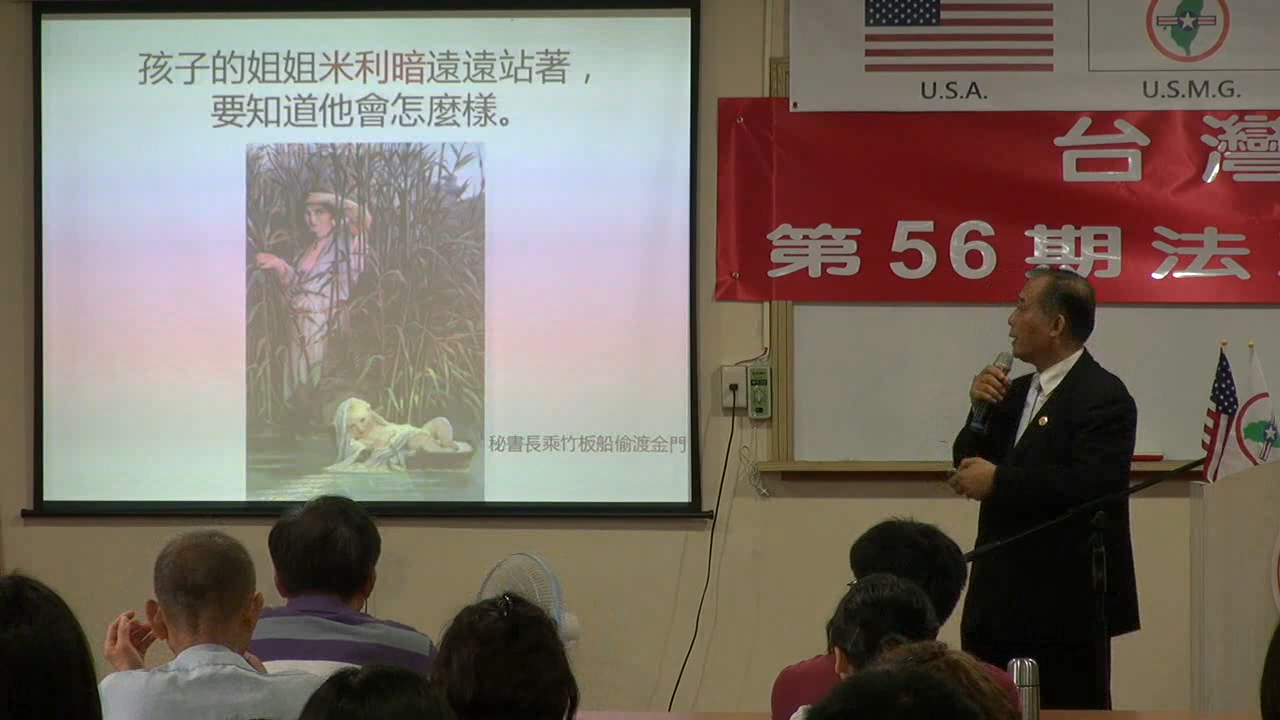 孩子的姐姐米利暗遠遠站著，
要知道他會怎麼樣。
秘書長乘竹板船偷渡金門
U.S.A.
U.S.M.G.
台灣
第56期法